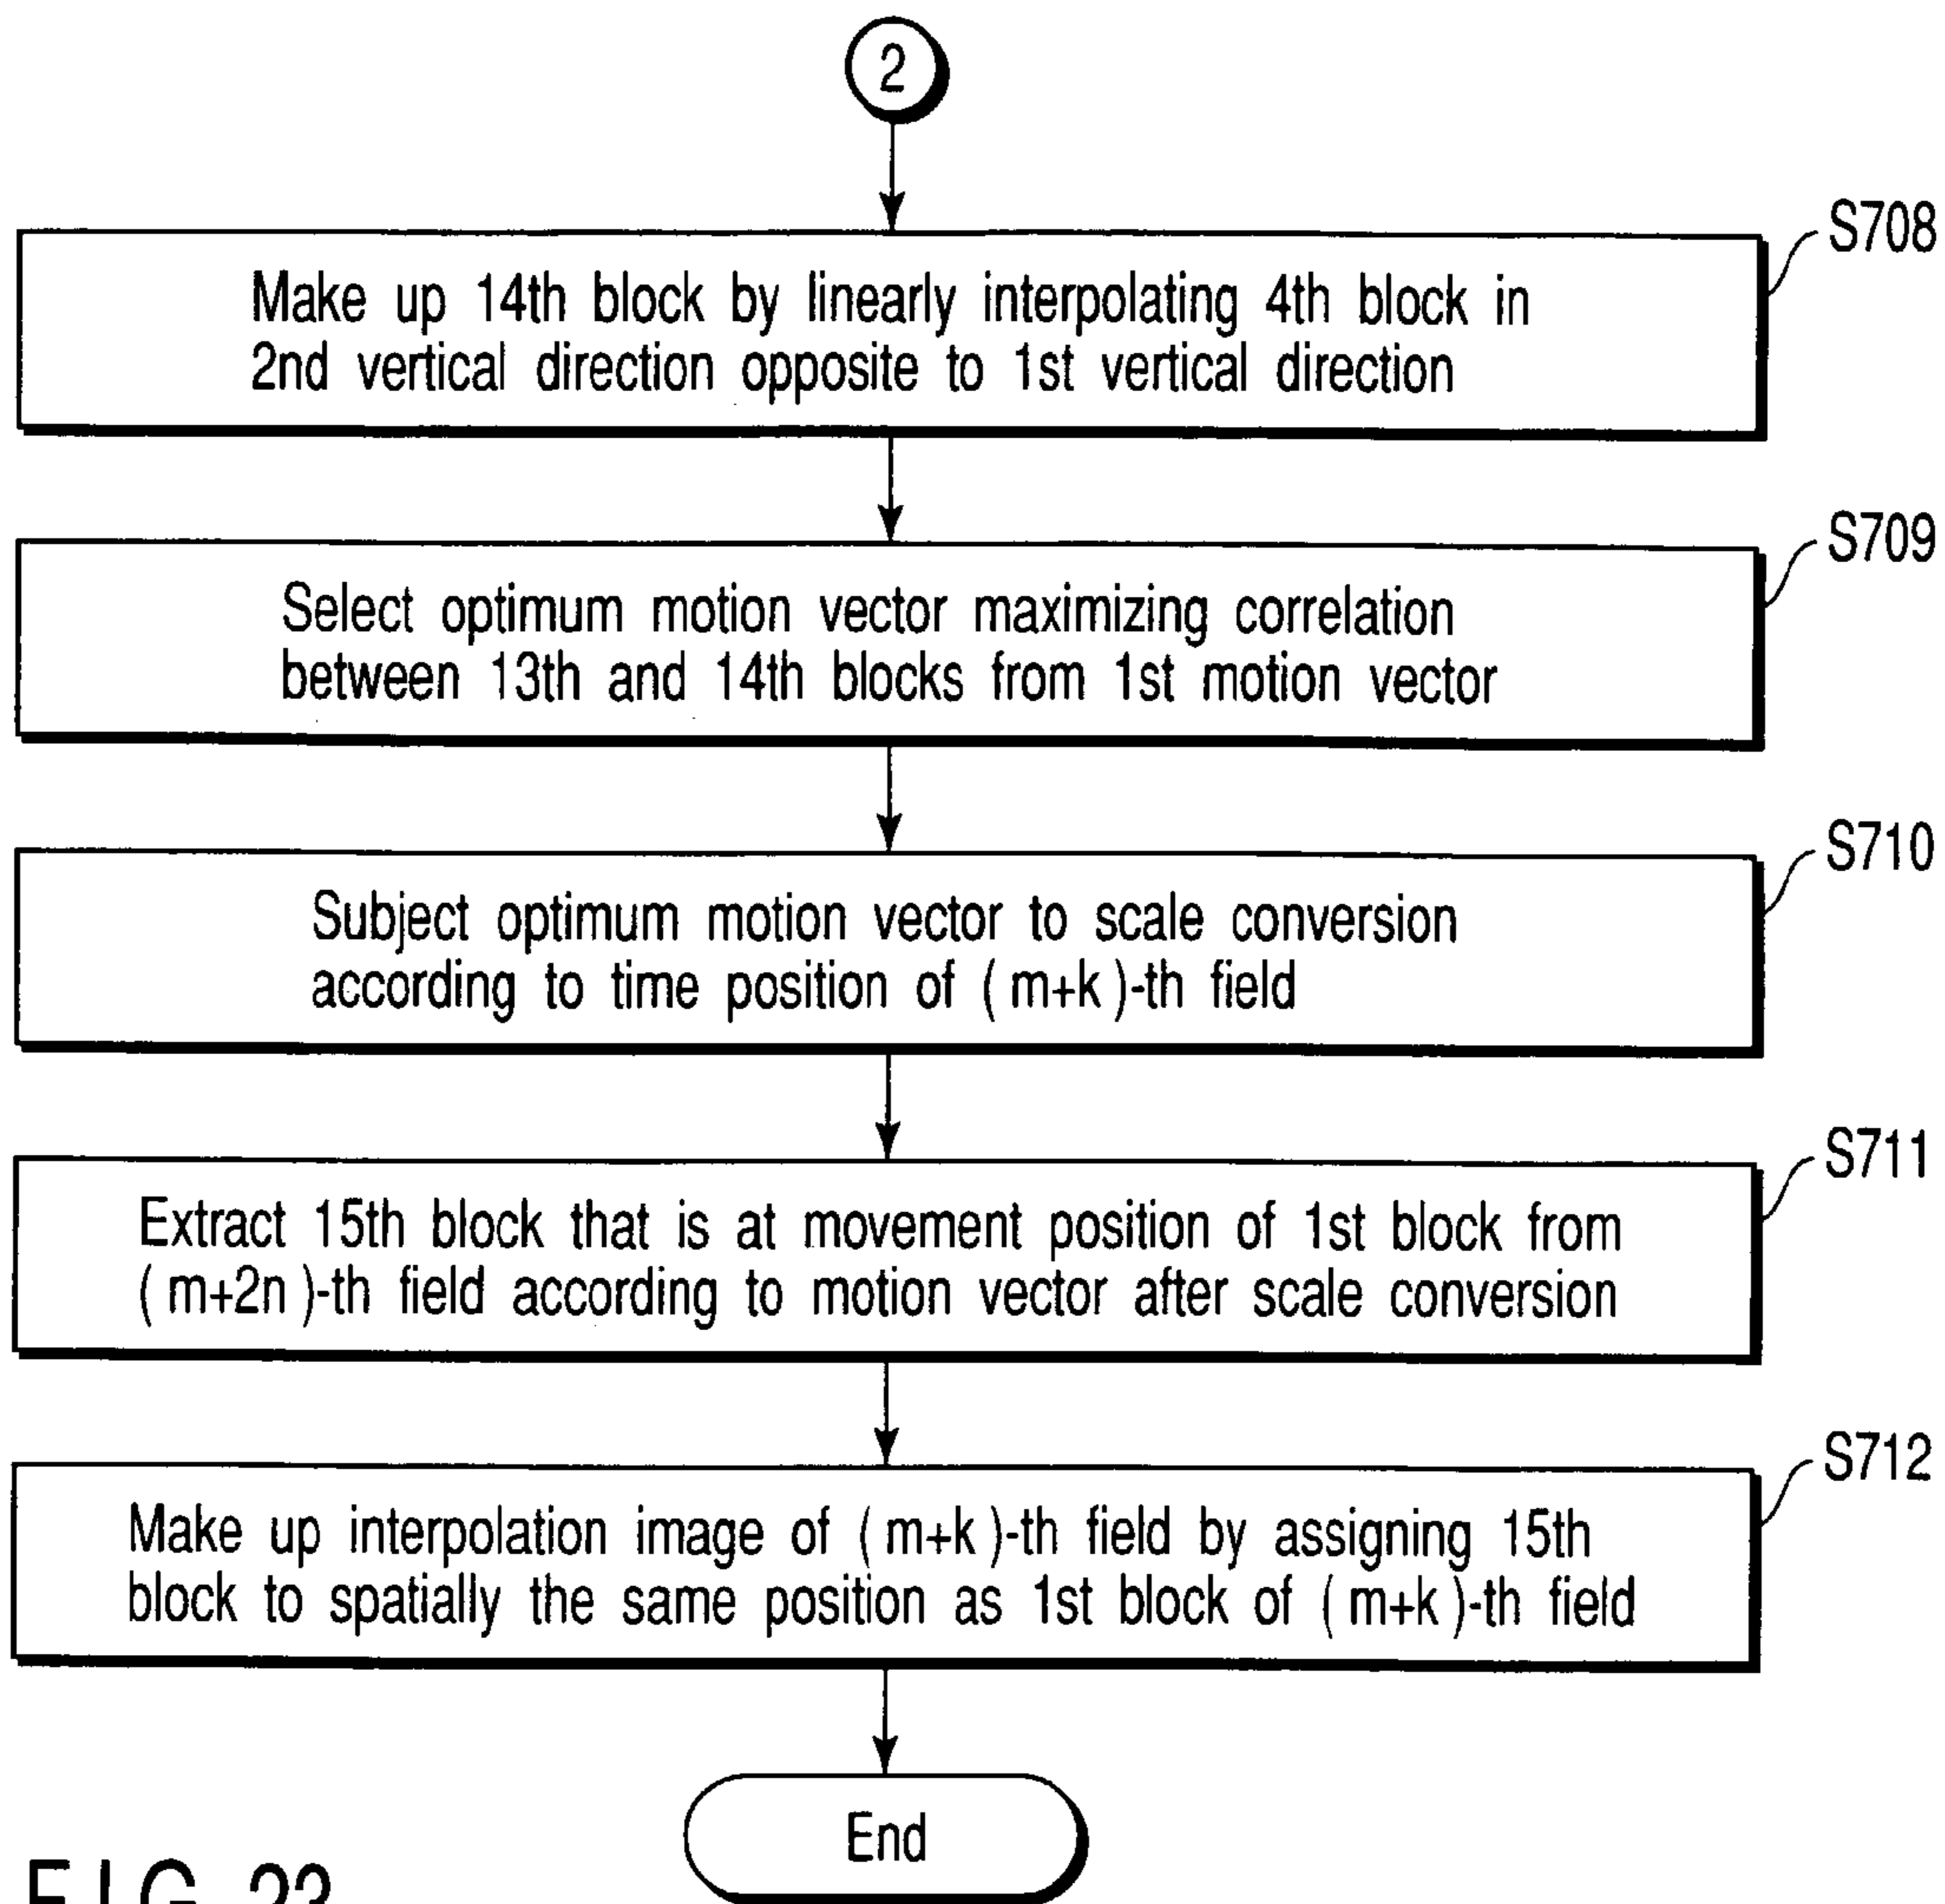 2
S708
Make up 14th block by linearly interpolating 4th block in
2nd vertical direction opposite to 1st vertical direction
S709
Select optimum motion vector maximizing correlation
between 13th and 14th blocks from 1st motion vector
S710
Subject optimum motion vector to scale conversion
according to time position of (m+k)-th field
S711
Extract 15th block that is at movement position of 1st block from
(m+2n)-th field according to motion vector after scale conversion
S712
Make up interpolation image of (m+k)-th field by assigning 15th
block to spatially the same position as 1st block of (m+k)-th field
End